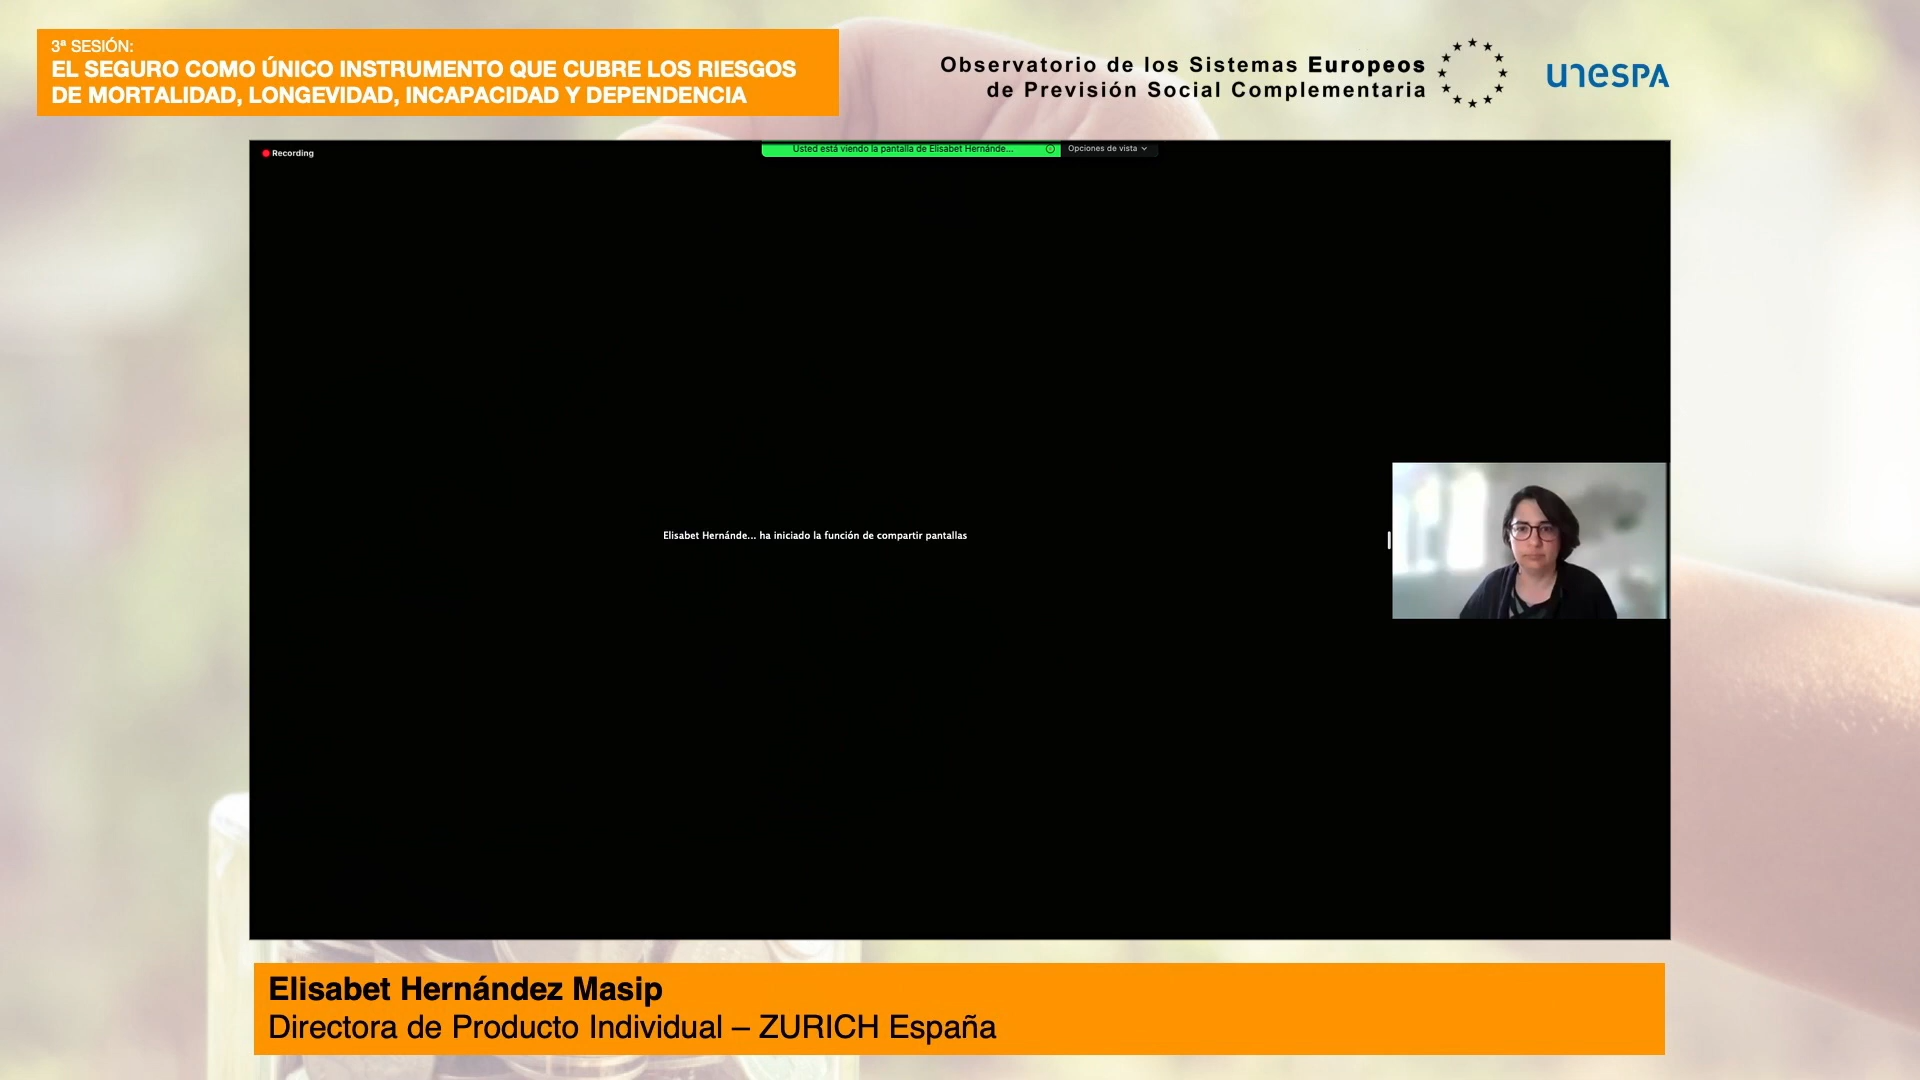 3ª SESIÓN:
EL SEGURO COMO ÚNICO INSTRUMENTO QUE CUBRE LOS RIESGOS
DE MORTALIDAD, LONGEVIDAD, INCAPACIDAD Y DEPENDENCIA
Observatorio de los Sistemas Europeos
de Previsión Social Complementaria
unespa
Recording
Usted está viendo la pantalla de Elisabet Hernánde...
Opciones de vista
Elisabet Hernánde... ha iniciado la función de compartir pantallas
Elisabet Hernández Masip
Directora de Producto Individual – ZURICH España